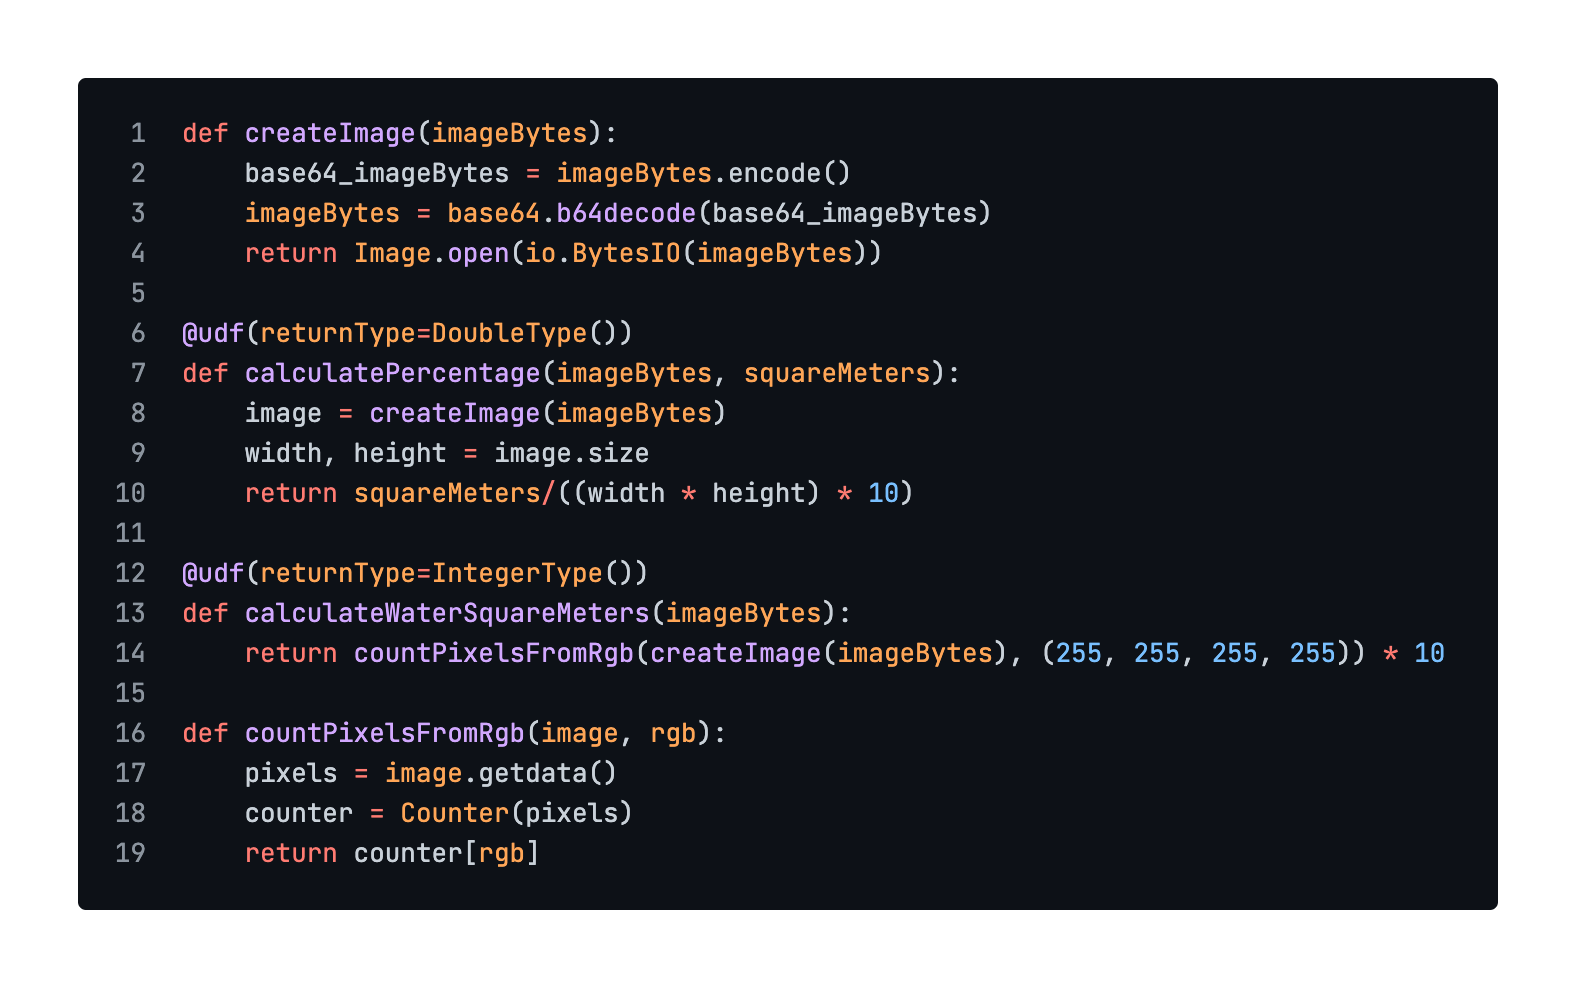 1 def createImage(imageBytes):
2     base64_imageBytes = imageBytes.encode()
3     imageBytes = base64.b64decode(base64_imageBytes)
4     return Image.open(io.BytesIO(imageBytes))
5
6 @udf(returnType=DoubleType())
7 def calculatePercentage(imageBytes, squareMeters):
8     image = createImage(imageBytes)
9     width, height = image.size
10     return squareMeters/((width * height) * 10)
11
12 @udf(returnType=IntegerType())
13 def calculateWaterSquareMeters(imageBytes):
14     return countPixelsFromRgb(createImage(imageBytes), (255, 255, 255, 255)) * 10
15
16 def countPixelsFromRgb(image, rgb):
17     pixels = image.getdata()
18     counter = Counter(pixels)
19     return counter[rgb]